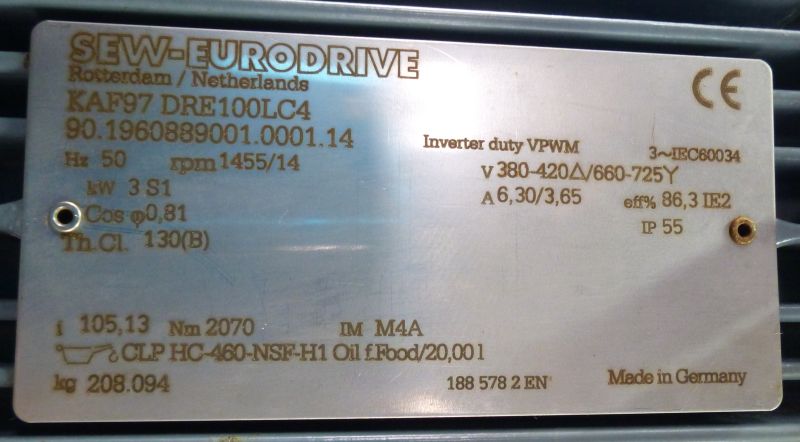 SEW-EURODRIVE
Rotterdam / Netherlands
CE
KAF97 DRE100LC4
90.1960889001.0001.14
Inverter duty VPWM 3~IEC60034
Hz 50 rpm 1455/14
V 380-420△/660-725Y
kW 3 S1
A 6,30/3,65 eff% 86,3 IE2
Cos φ0,81
IP 55
Th.Cl. 130(B)
i 105,13 Nm 2070 IM M4A
CLP HC-460-NSF-H1 Oil f.Food/20,00 l
kg 208.094 188 578 2 EN Made in Germany